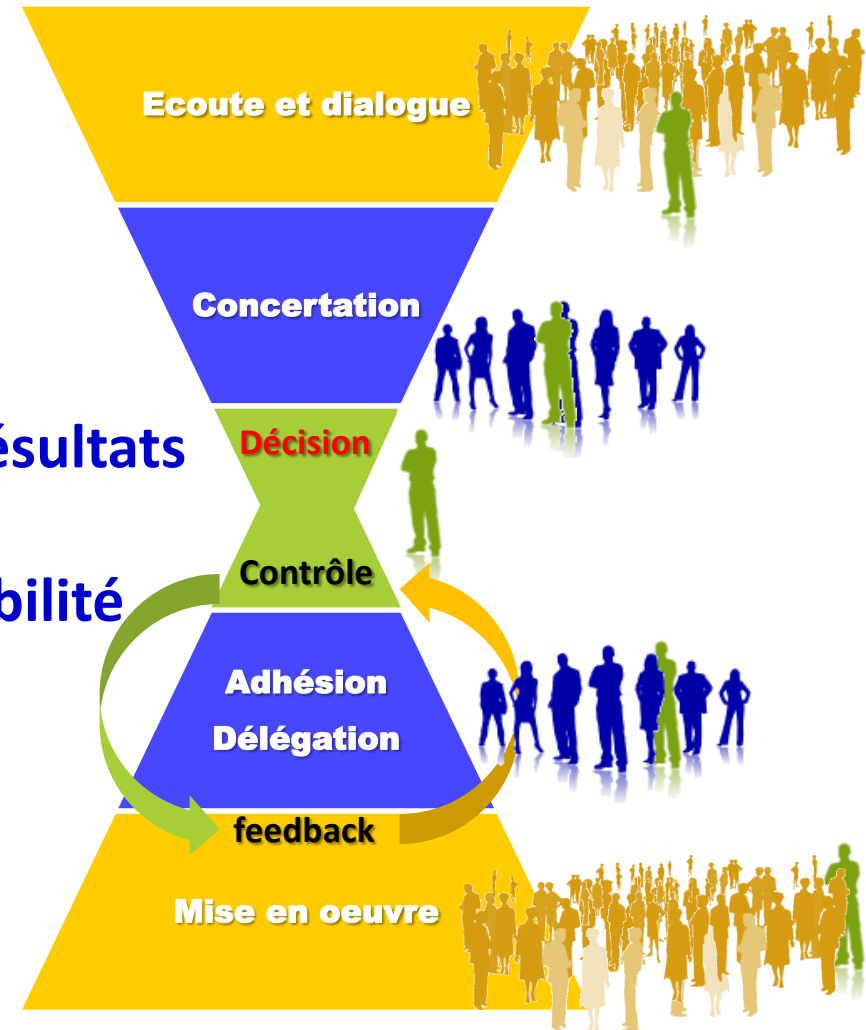 Ecoute et dialogue
Concertation
Décision
ésultats
Contrôle
bilité
Adhésion
Délégation
feedback
Mise en oeuvre